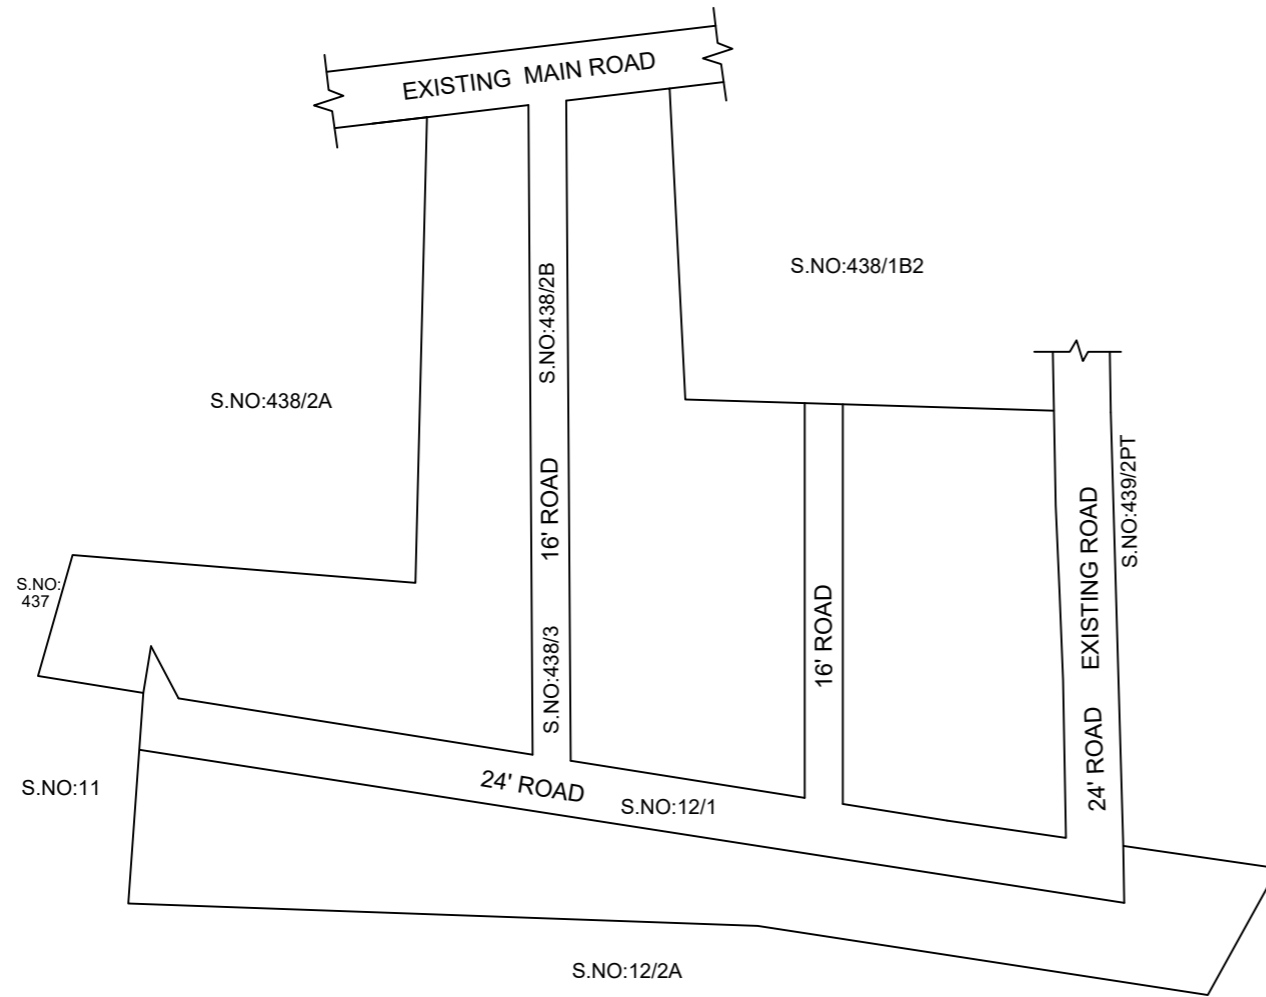 EXISTING  MAIN ROAD
S.NO:438/1B2
S.NO:438/2B
S.NO:438/2A
16' ROAD
S.NO:439/2PT
24' ROAD    EXISTING ROAD
S.NO:
437
S.NO:438/3
16' ROAD
24' ROAD
S.NO:12/1
S.NO:11
S.NO:12/2A